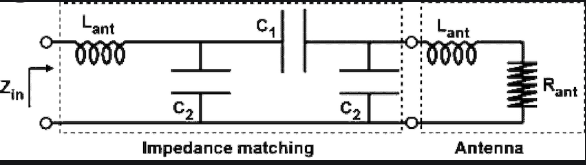 L_ant C_1 L_ant
Z_in C_2 C_2 R_ant
Impedance matching Antenna